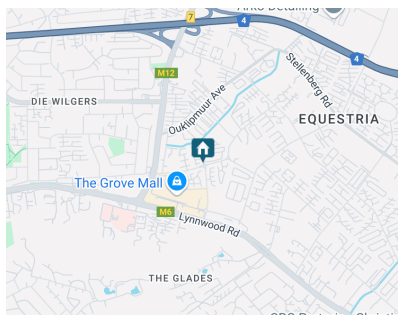 Arko Detailing
7
4
4
M12
Stellenberg Rd
DIE WILGERS
Ouklipmuur Ave
EQUESTRIA
The Grove Mall
M6
Lynnwood Rd
THE GLADES